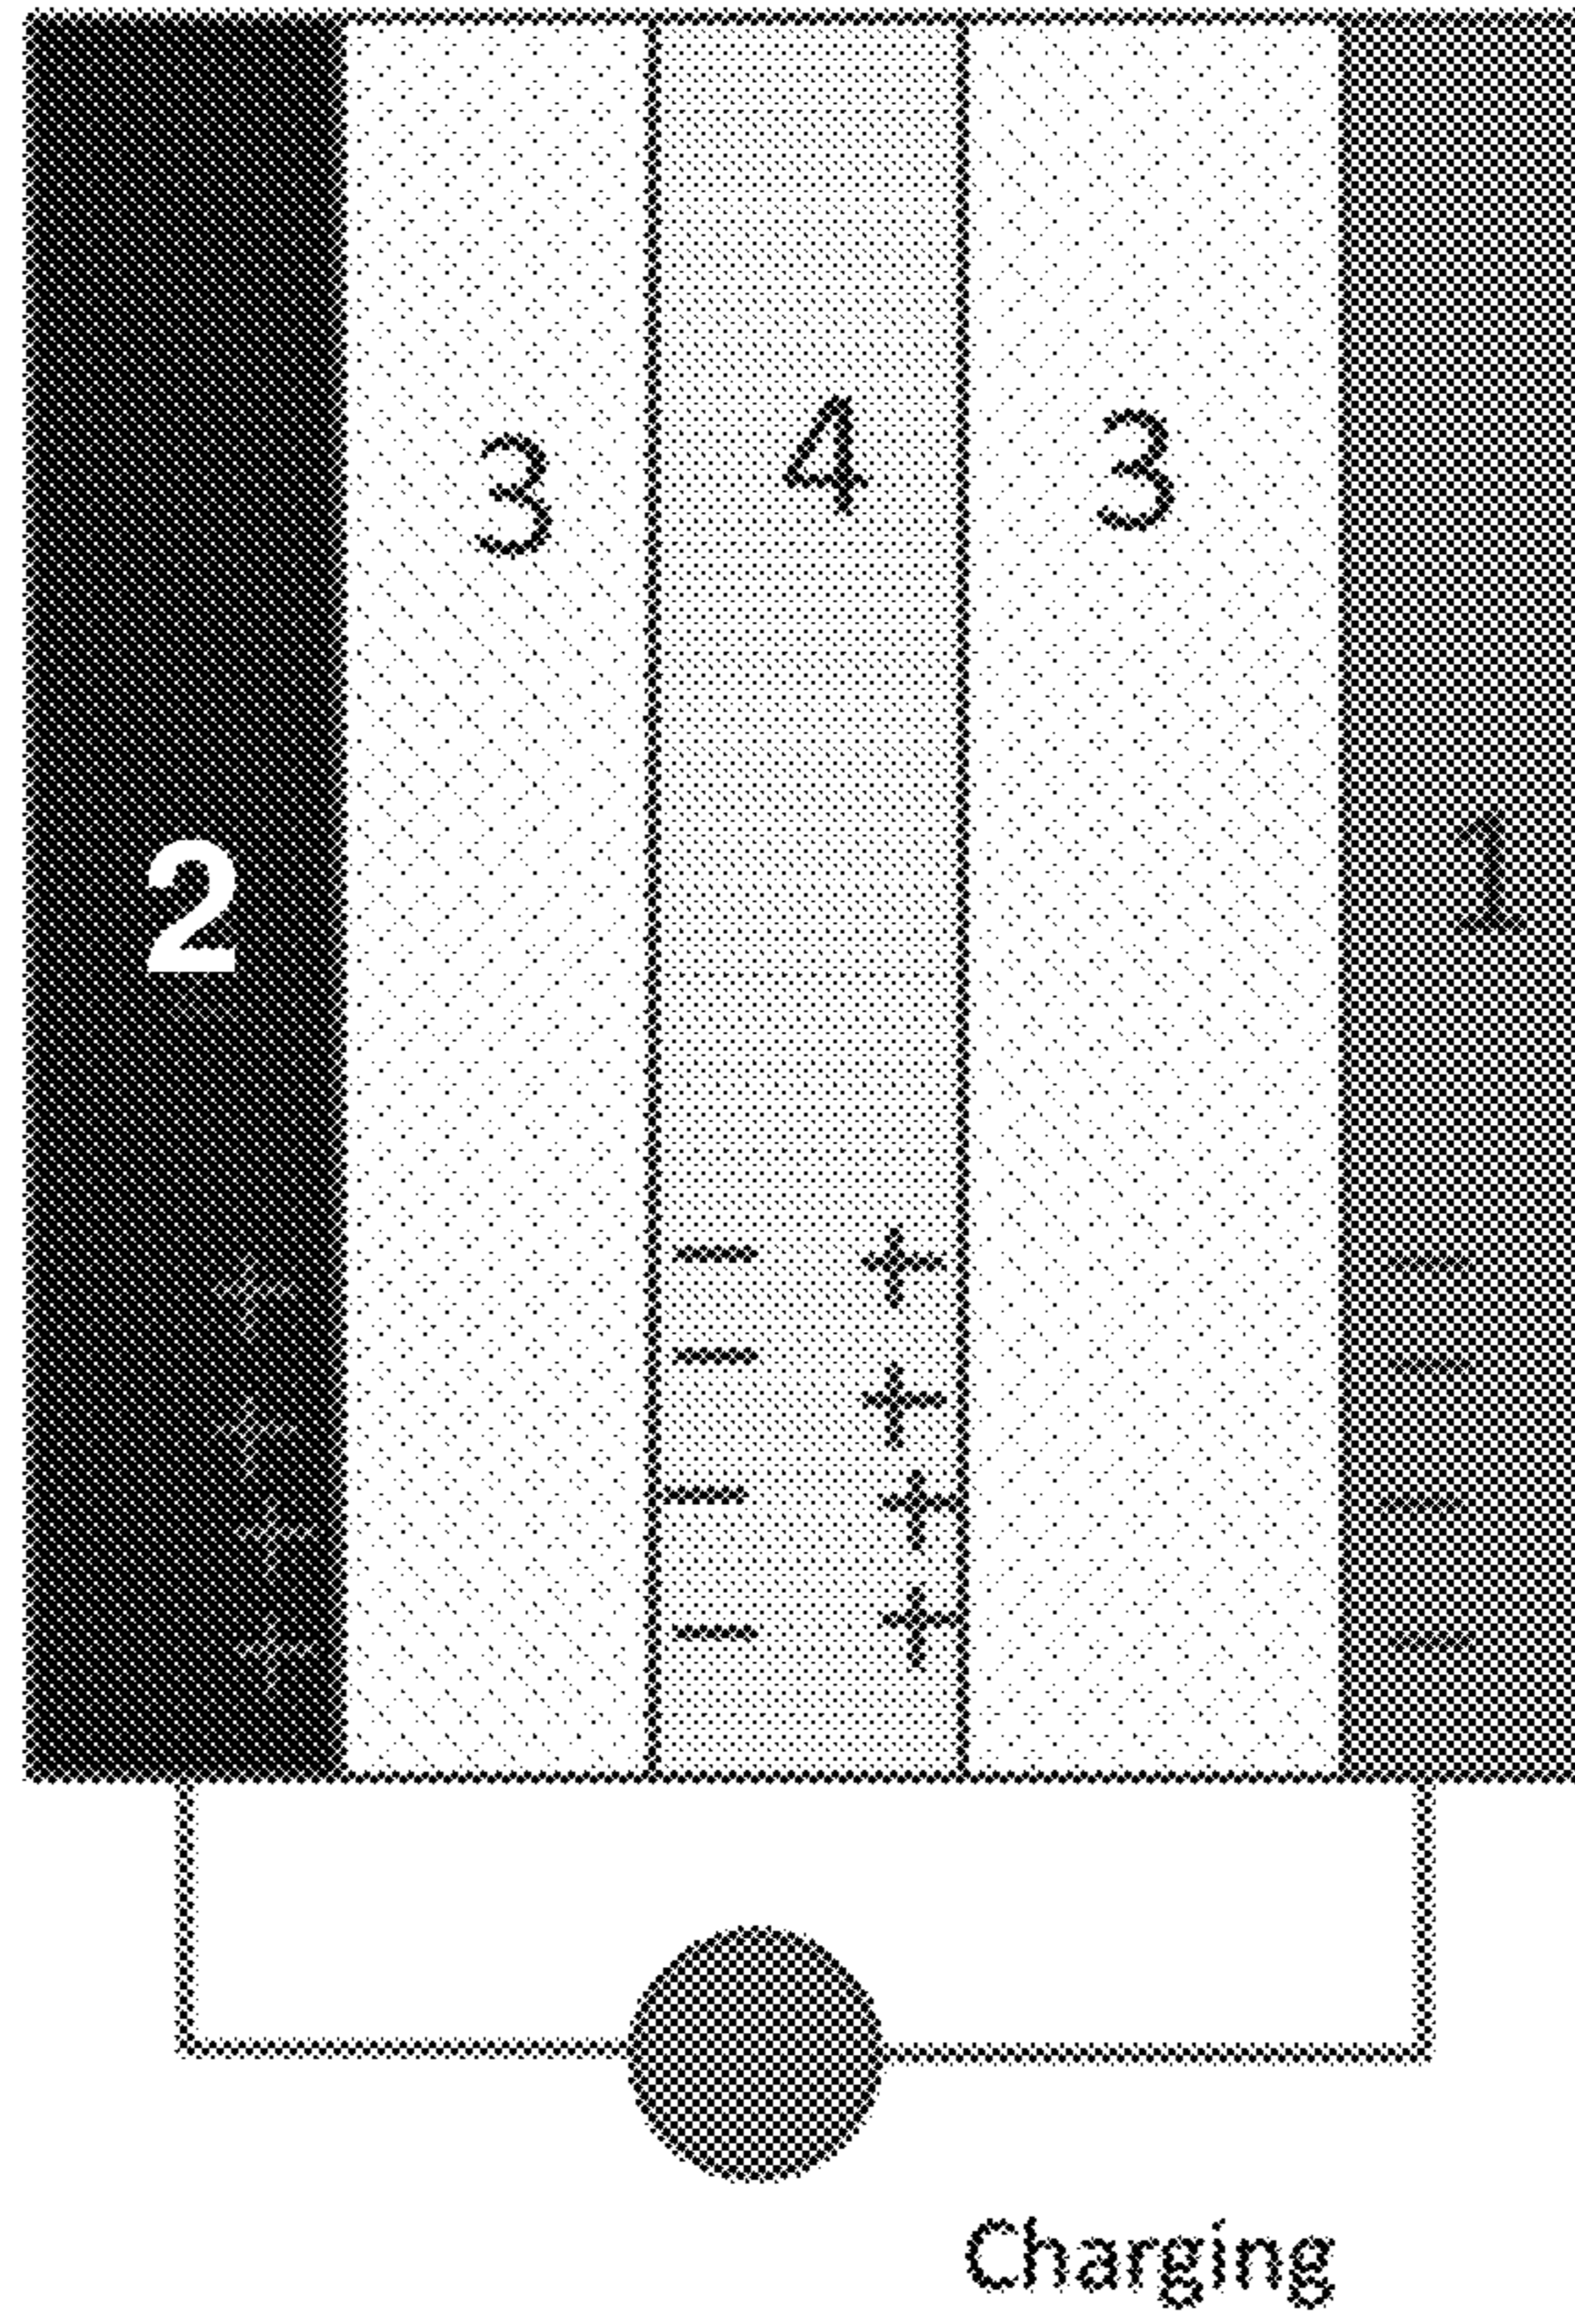 3 4 3
2 1
− + −
+ − +
+ − + −
+ − + −
Charging